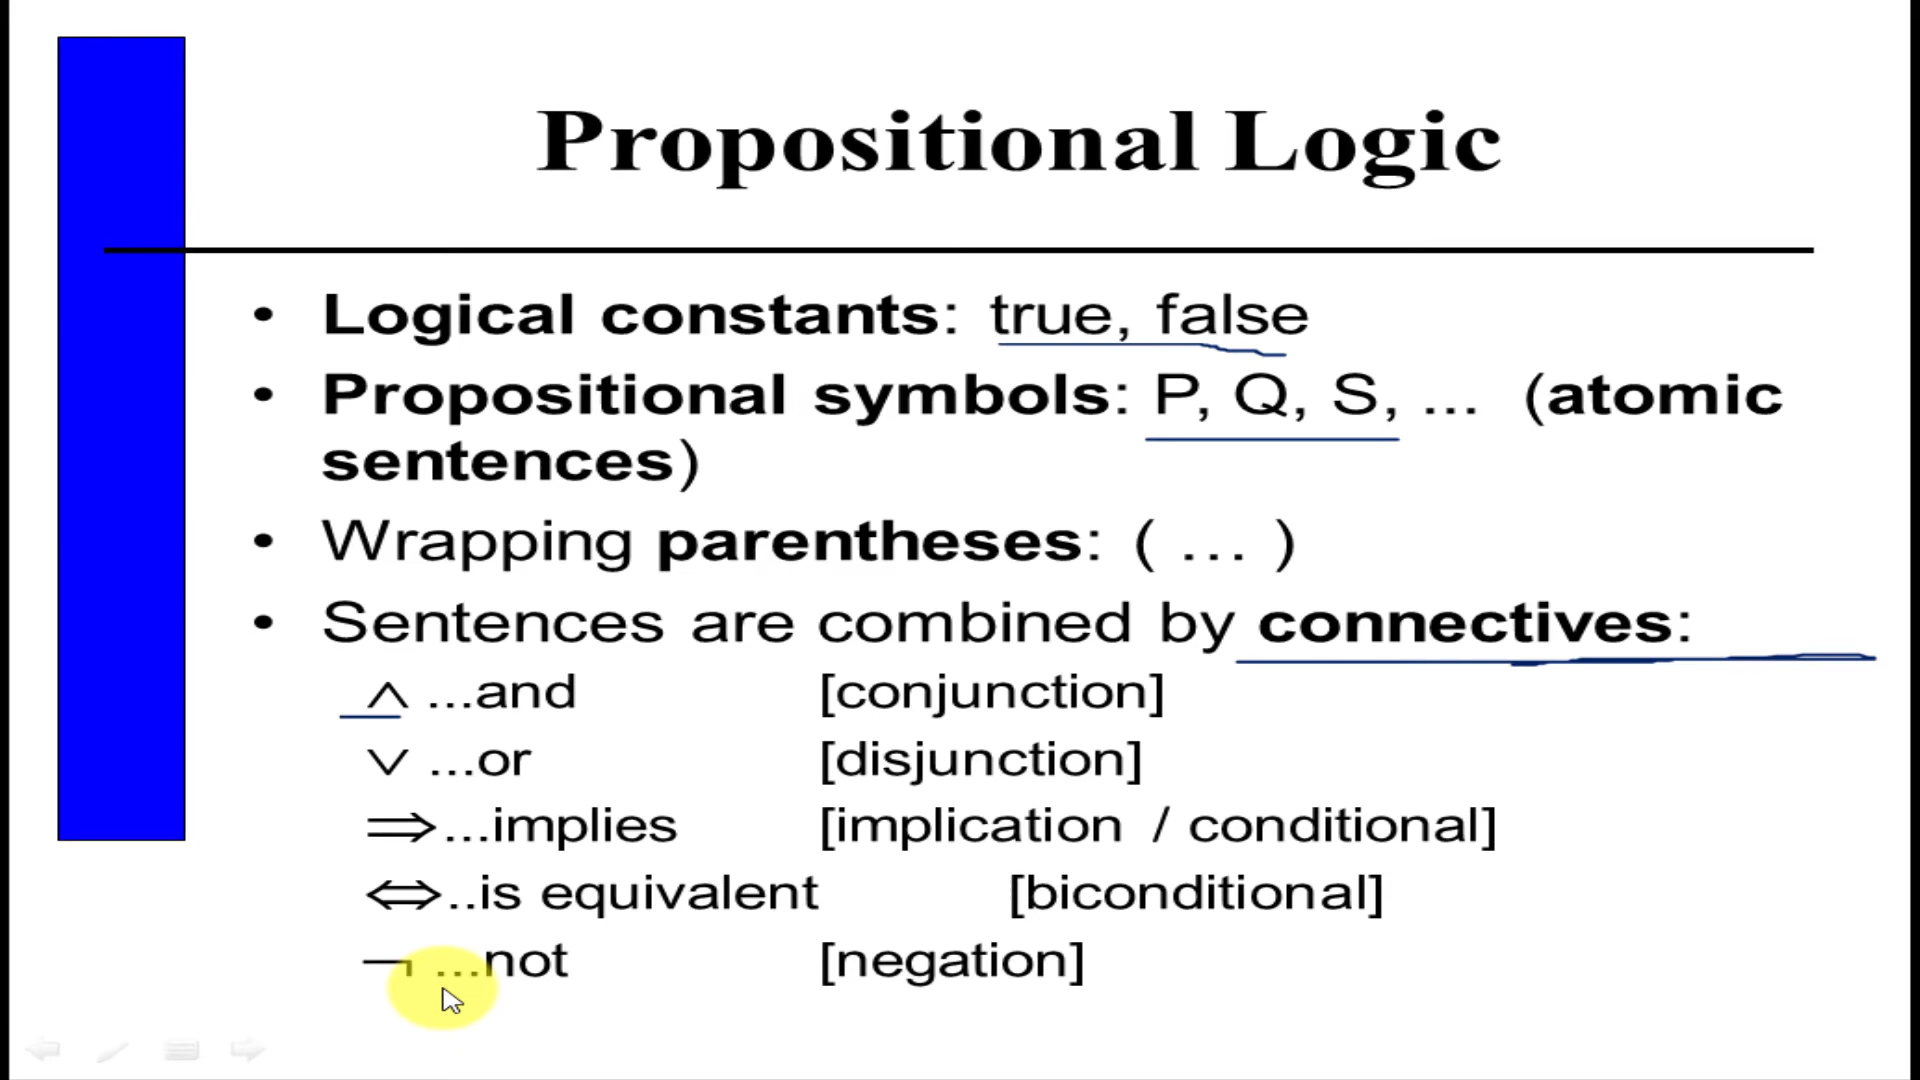 Propositional Logic
• Logical constants: true, false
• Propositional symbols: P, Q, S, ... (atomic
sentences)
• Wrapping parentheses: ( … )
• Sentences are combined by connectives:
∧ ...and [conjunction]
∨ ...or [disjunction]
⇒...implies [implication / conditional]
⇔..is equivalent [biconditional]
¬ ...not [negation]